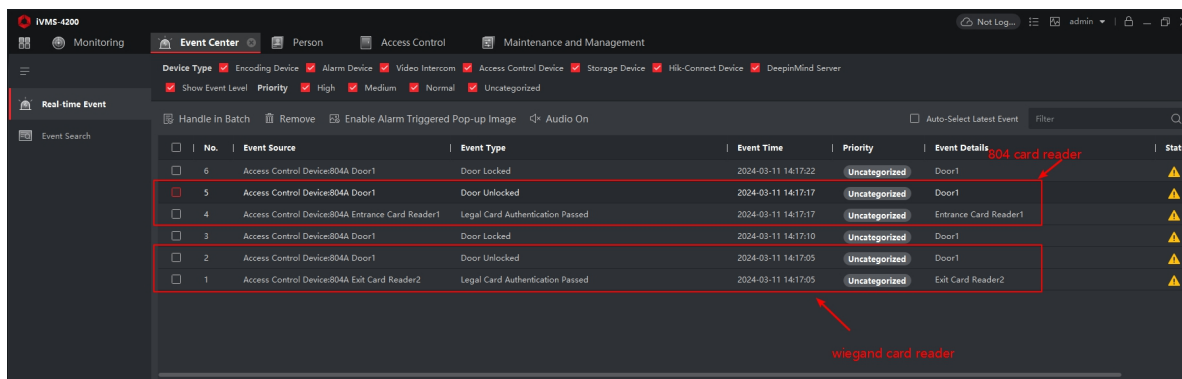 iVMS-4200 Not Log... admin
Monitoring Event Center Person Access Control Maintenance and Management
Device Type Encoding Device Alarm Device Video Intercom Access Control Device Storage Device Hik-Connect Device DeepinMind Server
Show Event Level Priority High Medium Normal Uncategorized
Real-time Event
Event Search
Handle in Batch Remove Enable Alarm Triggered Pop-up Image Audio On Auto-Select Latest Event Filter
No. Event Source Event Type Event Time Priority Event Details Stat
804 card reader
6 Access Control Device:804A Door1 Door Locked 2024-03-11 14:17:22 Uncategorized Door1
5 Access Control Device:804A Door1 Door Unlocked 2024-03-11 14:17:17 Uncategorized Door1
4 Access Control Device:804A Entrance Card Reader1 Legal Card Authentication Passed 2024-03-11 14:17:17 Uncategorized Entrance Card Reader1
3 Access Control Device:804A Door1 Door Locked 2024-03-11 14:17:10 Uncategorized Door1
2 Access Control Device:804A Door1 Door Unlocked 2024-03-11 14:17:05 Uncategorized Door1
1 Access Control Device:804A Exit Card Reader2 Legal Card Authentication Passed 2024-03-11 14:17:05 Uncategorized Exit Card Reader2
wiegand card reader